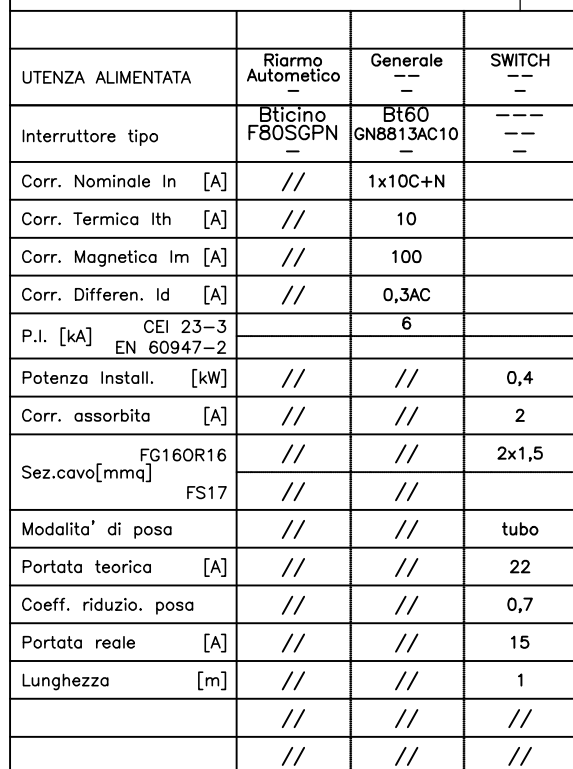 UTENZA ALIMENTATA Riarmo Autometico — Generale —— — SWITCH —— —
Interruttore tipo Bticino F80SGPN — Bt60 GN8813AC10 — ——— —— —
Corr. Nominale In [A] // 1x10C+N
Corr. Termica Ith [A] // 10
Corr. Magnetica Im [A] // 100
Corr. Differen. Id [A] // 0,3AC
P.I. [kA] CEI 23-3 6
EN 60947-2
Potenza Install. [kW] // // 0,4
Corr. assorbita [A] // // 2
Sez.cavo[mmq] FG16OR16 // // 2x1,5
FS17 // //
Modalita' di posa // // tubo
Portata teorica [A] // // 22
Coeff. riduzio. posa // // 0,7
Portata reale [A] // // 15
Lunghezza [m] // // 1
// // //
// // //